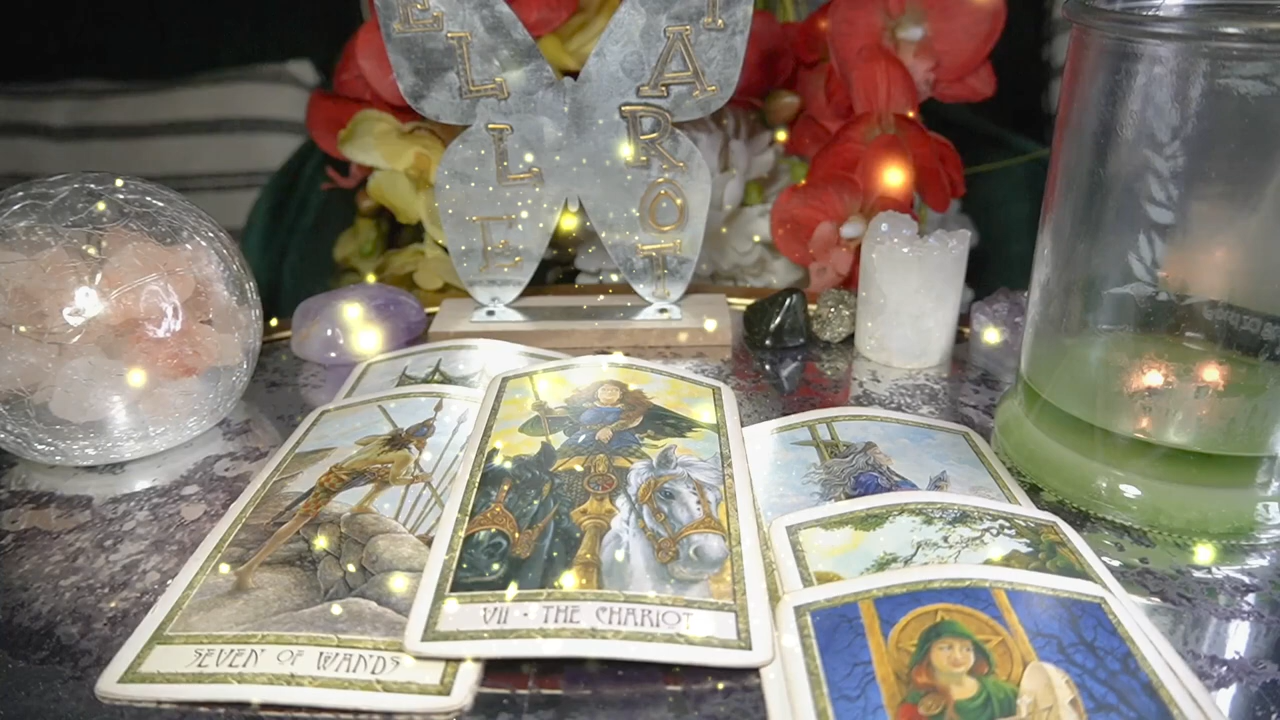 ELLE
TAROT
VII · THE CHARIOT
SEVEN OF WANDS